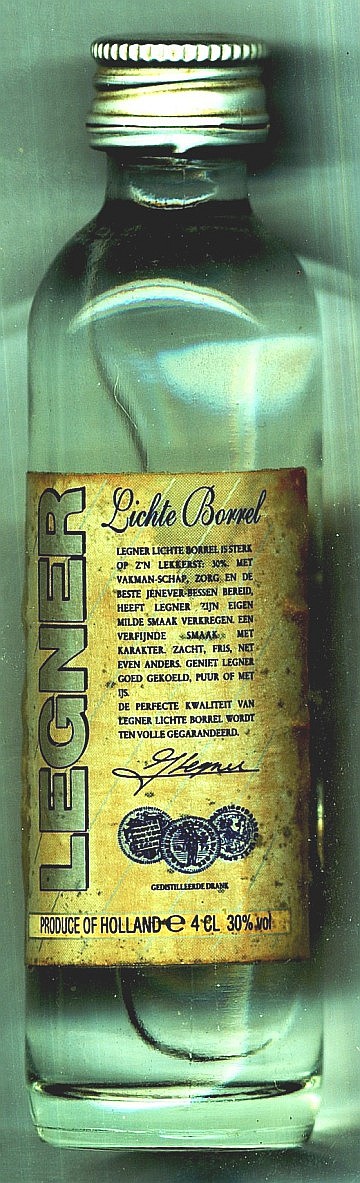 LEGNER
Lichte Borrel
LEGNER LICHTE BORREL IS STERK
OP Z'N LEKKERST: 30%. MET
VAKMAN-SCHAP, ZORG EN DE
BESTE JENEVER-BESSEN BEREID,
HEEFT LEGNER ZIJN EIGEN
MILDE SMAAK VERKREGEN. EEN
VERFIJNDE SMAAK MET
KARAKTER. ZACHT, FRIS, NET
EVEN ANDERS. GENIET LEGNER
GOED GEKOELD, PUUR OF MET
IJS.
DE PERFECTE KWALITEIT VAN
LEGNER LICHTE BORREL WORDT
TEN VOLLE GEGARANDEERD.
GEDISTILLEERDE DRANK
PRODUCE OF HOLLAND ℮ 4 CL 30% vol